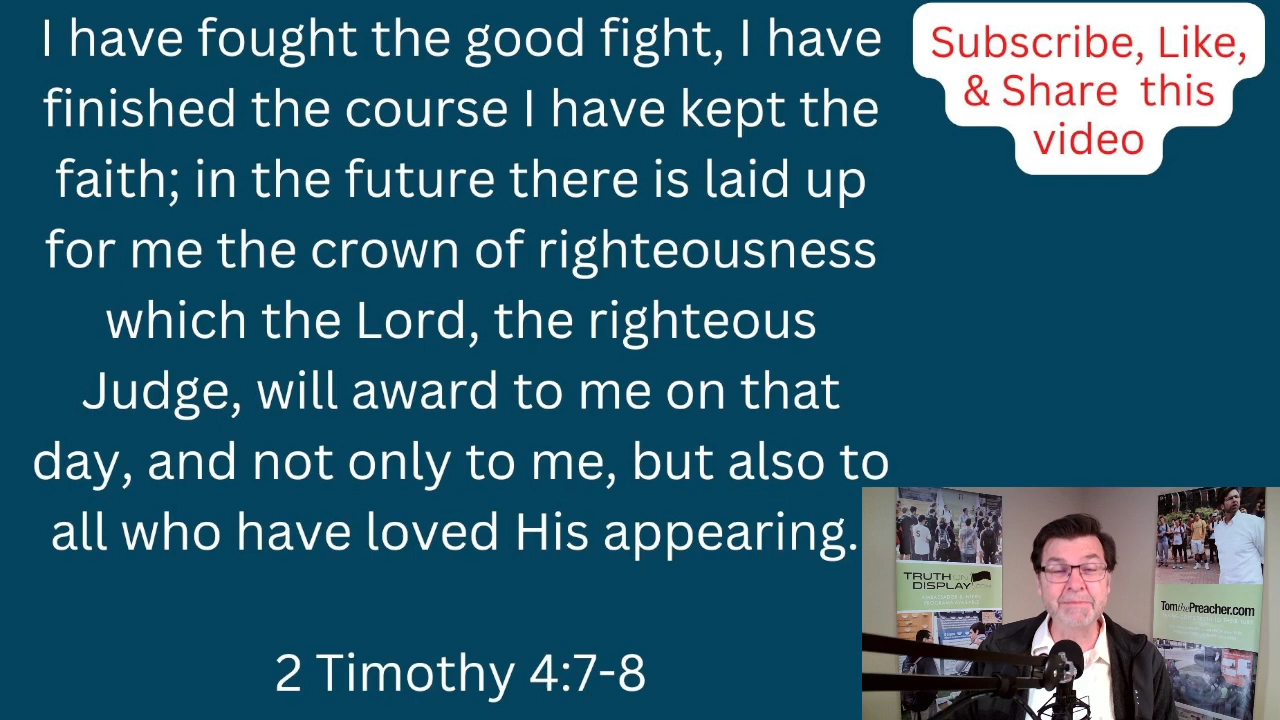 I have fought the good fight, I have
finished the course I have kept the
faith; in the future there is laid up
for me the crown of righteousness
which the Lord, the righteous
Judge, will award to me on that
day, and not only to me, but also to
all who have loved His appearing.
2 Timothy 4:7-8
Subscribe, Like,
& Share this
video
TRUTH ON
DISPLAY
TomthePreacher.com